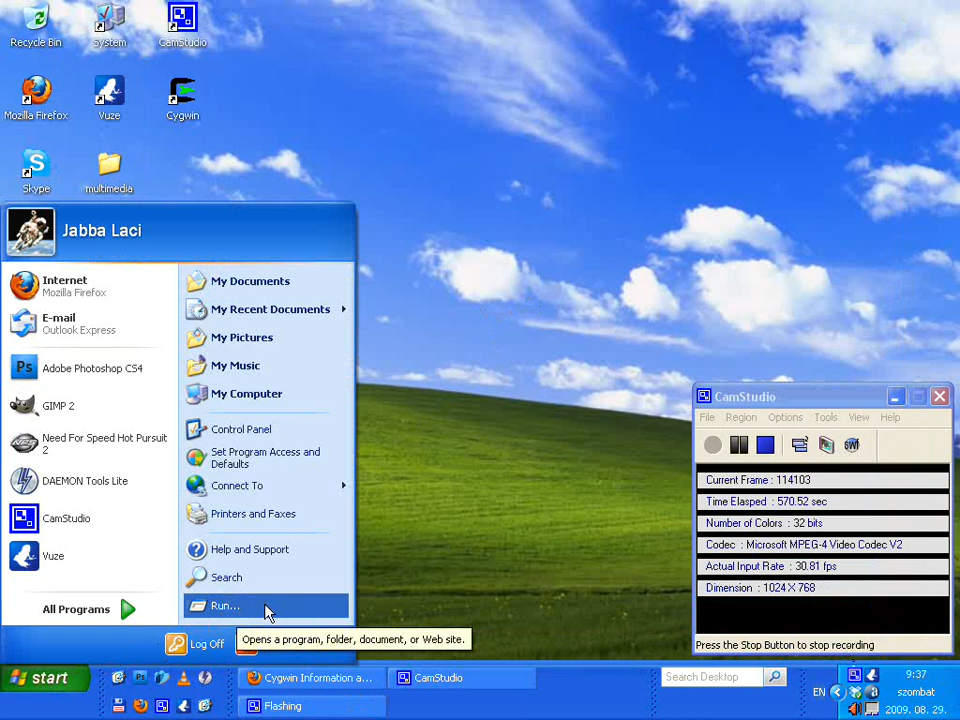 Recycle Bin
System
CamStudio
Mozilla Firefox
Vuze
Cygwin
Skype
multimedia
Jabba Laci
Internet
Mozilla Firefox
E-mail
Outlook Express
Adobe Photoshop CS4
GIMP 2
Need For Speed Hot Pursuit
2
DAEMON Tools Lite
CamStudio
Vuze
All Programs
My Documents
My Recent Documents
My Pictures
My Music
My Computer
Control Panel
Set Program Access and
Defaults
Connect To
Printers and Faxes
Help and Support
Search
Run...
Opens a program, folder, document, or Web site.
Log Off
CamStudio
File Region Options Tools View Help
SWF
Current Frame : 114103
Time Elasped : 570.52 sec
Number of Colors : 32 bits
Codec : Microsoft MPEG-4 Video Codec V2
Actual Input Rate : 30.81 fps
Dimension : 1024 X 768
Press the Stop Button to stop recording
start
Cygwin Information a...
CamStudio
Flashing
Search Desktop
EN
9:37
szombat
2009. 08. 29.